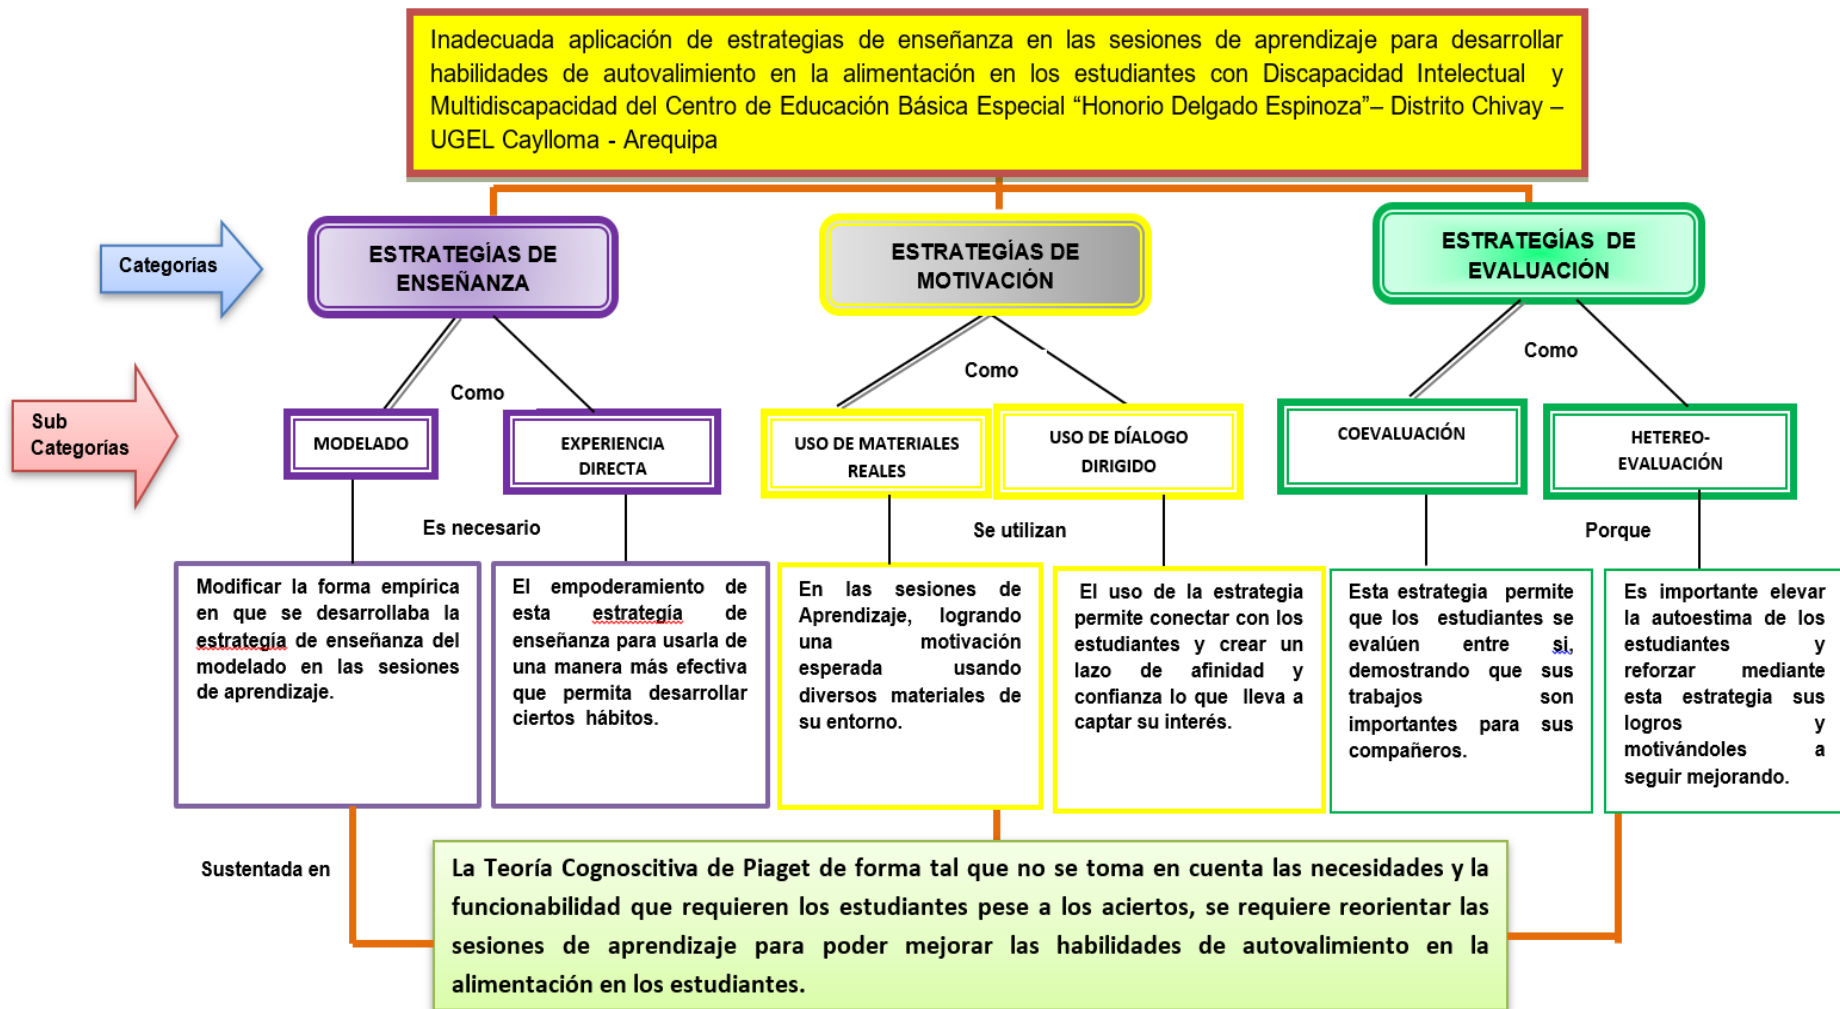 Inadecuada aplicación de estrategias de enseñanza en las sesiones de aprendizaje para desarrollar
habilidades de autovalimiento en la alimentación en los estudiantes con Discapacidad Intelectual y
Multidiscapacidad del Centro de Educación Básica Especial “Honorio Delgado Espinoza”– Distrito Chivay –
UGEL Caylloma - Arequipa
Categorías
ESTRATEGÍAS DE
ENSEÑANZA
ESTRATEGÍAS DE
MOTIVACIÓN
ESTRATEGÍAS DE
EVALUACIÓN
Como
Como
Como
Sub
Categorías
MODELADO
EXPERIENCIA
DIRECTA
USO DE MATERIALES
REALES
USO DE DÍALOGO
DIRIGIDO
COEVALUACIÓN
HETEREO-
EVALUACIÓN
Es necesario
Se utilizan
Porque
Modificar la forma empírica
en que se desarrollaba la
estrategía de enseñanza del
modelado en las sesiones
de aprendizaje.
El empoderamiento de
esta estrategía de
enseñanza para usarla de
una manera más efectiva
que permita desarrollar
ciertos hábitos.
En las sesiones de
Aprendizaje, logrando
una motivación
esperada usando
diversos materiales de
su entorno.
El uso de la estrategia
permite conectar con los
estudiantes y crear un
lazo de afinidad y
confianza lo que lleva a
captar su interés.
Esta estrategia permite
que los estudiantes se
evalúen entre si,
demostrando que sus
trabajos son
importantes para sus
compañeros.
Es importante elevar
la autoestima de los
estudiantes y
reforzar mediante
esta estrategia sus
logros y
motivándoles a
seguir mejorando.
Sustentada en
La Teoría Cognoscitiva de Piaget de forma tal que no se toma en cuenta las necesidades y la
funcionabilidad que requieren los estudiantes pese a los aciertos, se requiere reorientar las
sesiones de aprendizaje para poder mejorar las habilidades de autovalimiento en la
alimentación en los estudiantes.